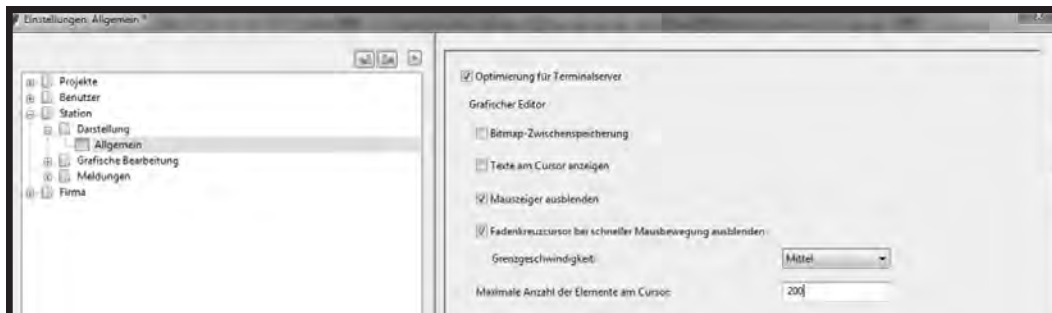 Einstellungen: Allgemein *
Projekte
Benutzer
Station
Darstellung
Allgemein
Grafische Bearbeitung
Meldungen
Firma
Optimierung für Terminalserver
Grafischer Editor
Bitmap-Zwischenspeicherung
Texte am Cursor anzeigen
Mauszeiger ausblenden
Fadenkreuzcursor bei schneller Mausbewegung ausblenden
Grenzgeschwindigkeit: Mittel
Maximale Anzahl der Elemente am Cursor: 200